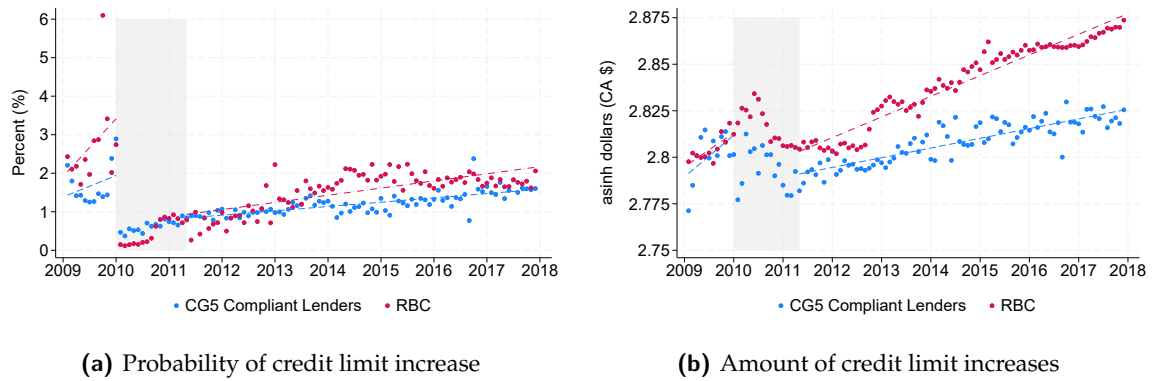 Percent (%)
6
5
4
3
2
1
0
2009 2010 2011 2012 2013 2014 2015 2016 2017 2018
CG5 Compliant Lenders RBC
(a) Probability of credit limit increase
asinh dollars (CA $)
2.875
2.85
2.825
2.8
2.775
2.75
2009 2010 2011 2012 2013 2014 2015 2016 2017 2018
CG5 Compliant Lenders RBC
(b) Amount of credit limit increases